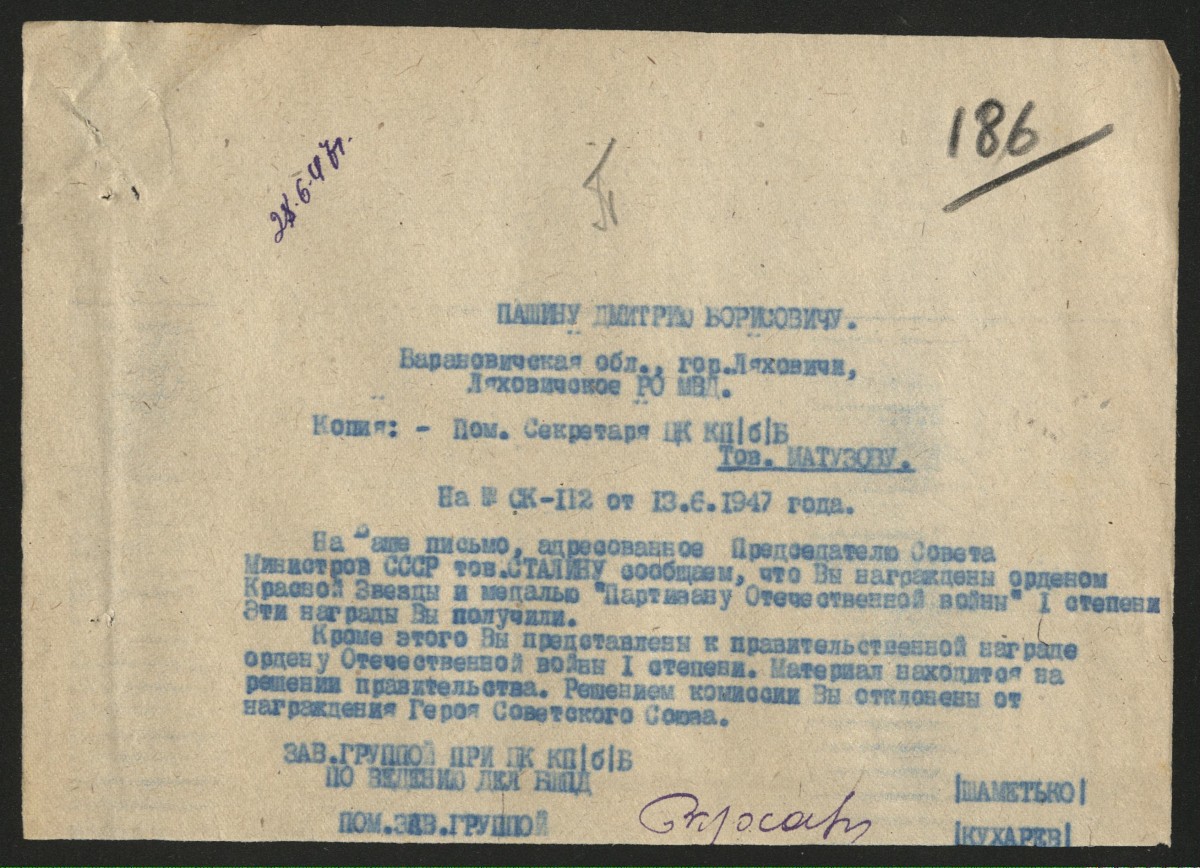 186
28.6.47г.
ПАШИНУ ДМИТРИЮ БОРИСОВИЧУ.
Барановичская обл., гор.Ляховичи,
Ляховичское РО МВД.
Копия: - Пом. Секретаря ЦК КП|б|Б
Тов. МАТУЗОВУ.
На № СК-112 от 13.6.1947 года.
На Ваше письмо, адресованное Председателю Совета
Министров СССР тов.СТАЛИНУ сообщаем, что Вы награждены орденом
Красной Звезды и медалью "Партизану Отечественной войны" I степени
Эти награды Вы получили.
Кроме этого Вы представлены к правительственной награде
ордену Отечественной войны I степени. Материал находится на
решении правительства. Решением комиссии Вы отклонены от
награждения Героя Советского Союза.
ЗАВ.ГРУППОЙ ПРИ ЦК КП|б|Б
ПО ВЕДЕНИЮ ДЕЛ БШПД |ШАМЕТЬКО|
ПОМ.ЗАВ.ГРУППОЙ |КУХАРЕВ|